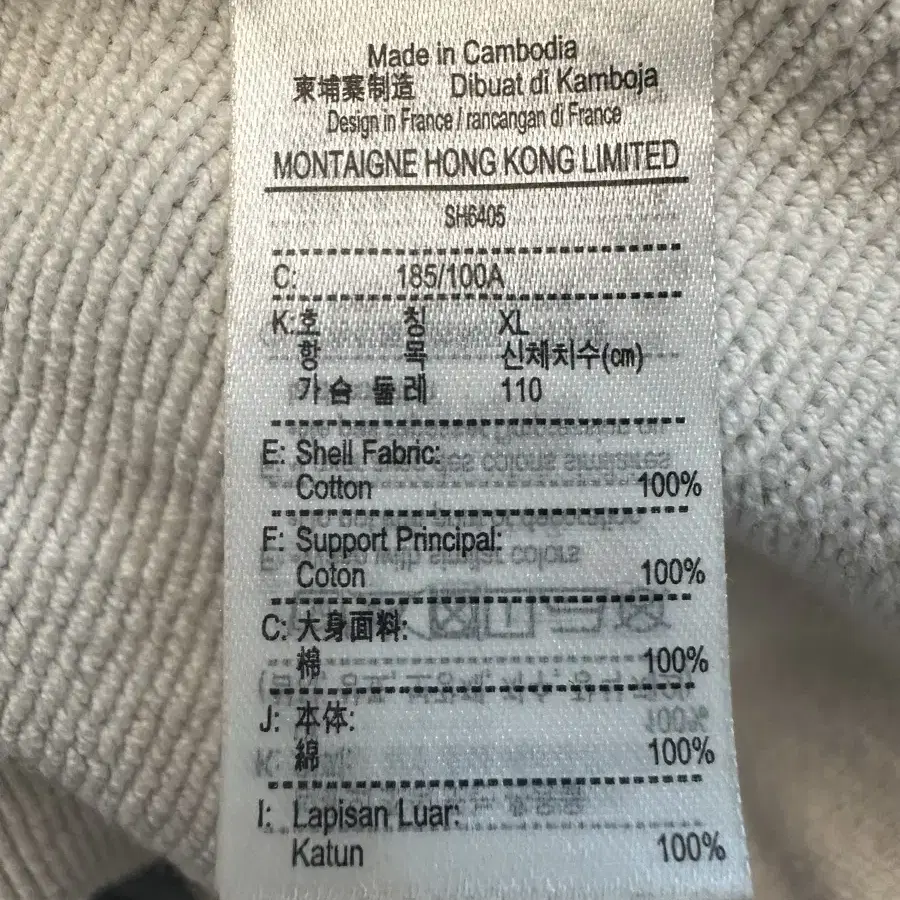 Made in Cambodia
柬埔寨制造 Dibuat di Kamboja
Design in France / rancangan di France
MONTAIGNE HONG KONG LIMITED
SH6405
C: 185/100A
K: 호 칭 XL
항 목 신체치수(cm)
가슴 둘레 110
E: Shell Fabric:
Cotton 100%
F: Support Principal:
Coton 100%
C: 大身面料:
棉 100%
J: 本体:
綿 100%
I: Lapisan Luar:
Katun 100%